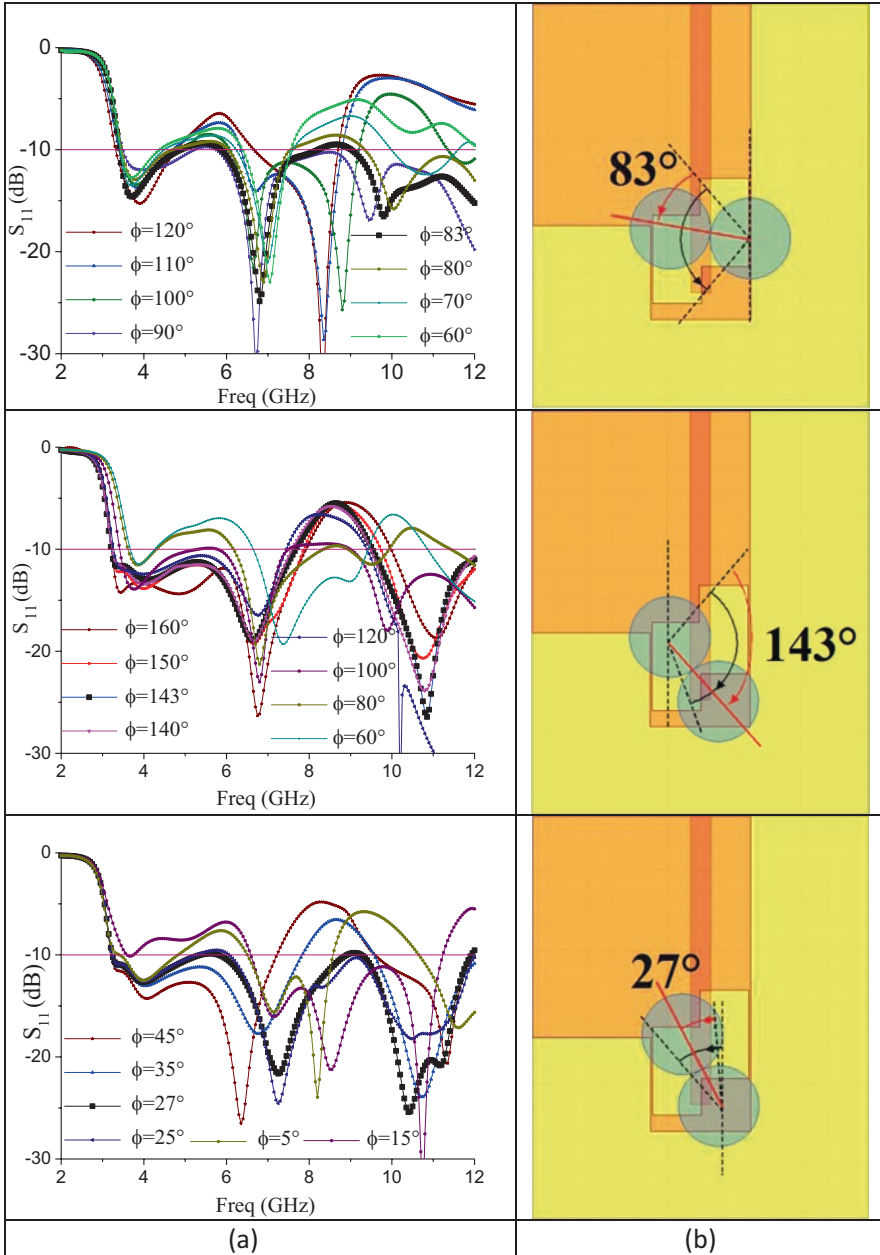 0
-10
-20
-30
S11 (dB)
ϕ=120°
ϕ=110°
ϕ=100°
ϕ=90°
ϕ=83°
ϕ=80°
ϕ=70°
ϕ=60°
2 4 6 8 10 12
Freq (GHz)
83°
0
-10
-20
-30
S11 (dB)
ϕ=160°
ϕ=150°
ϕ=143°
ϕ=140°
ϕ=120°
ϕ=100°
ϕ=80°
ϕ=60°
2 4 6 8 10 12
Freq (GHz)
143°
0
-10
-20
-30
S11 (dB)
ϕ=45°
ϕ=35°
ϕ=27°
ϕ=25° ϕ=5° ϕ=15°
2 4 6 8 10 12
Freq (GHz)
27°
(a) (b)